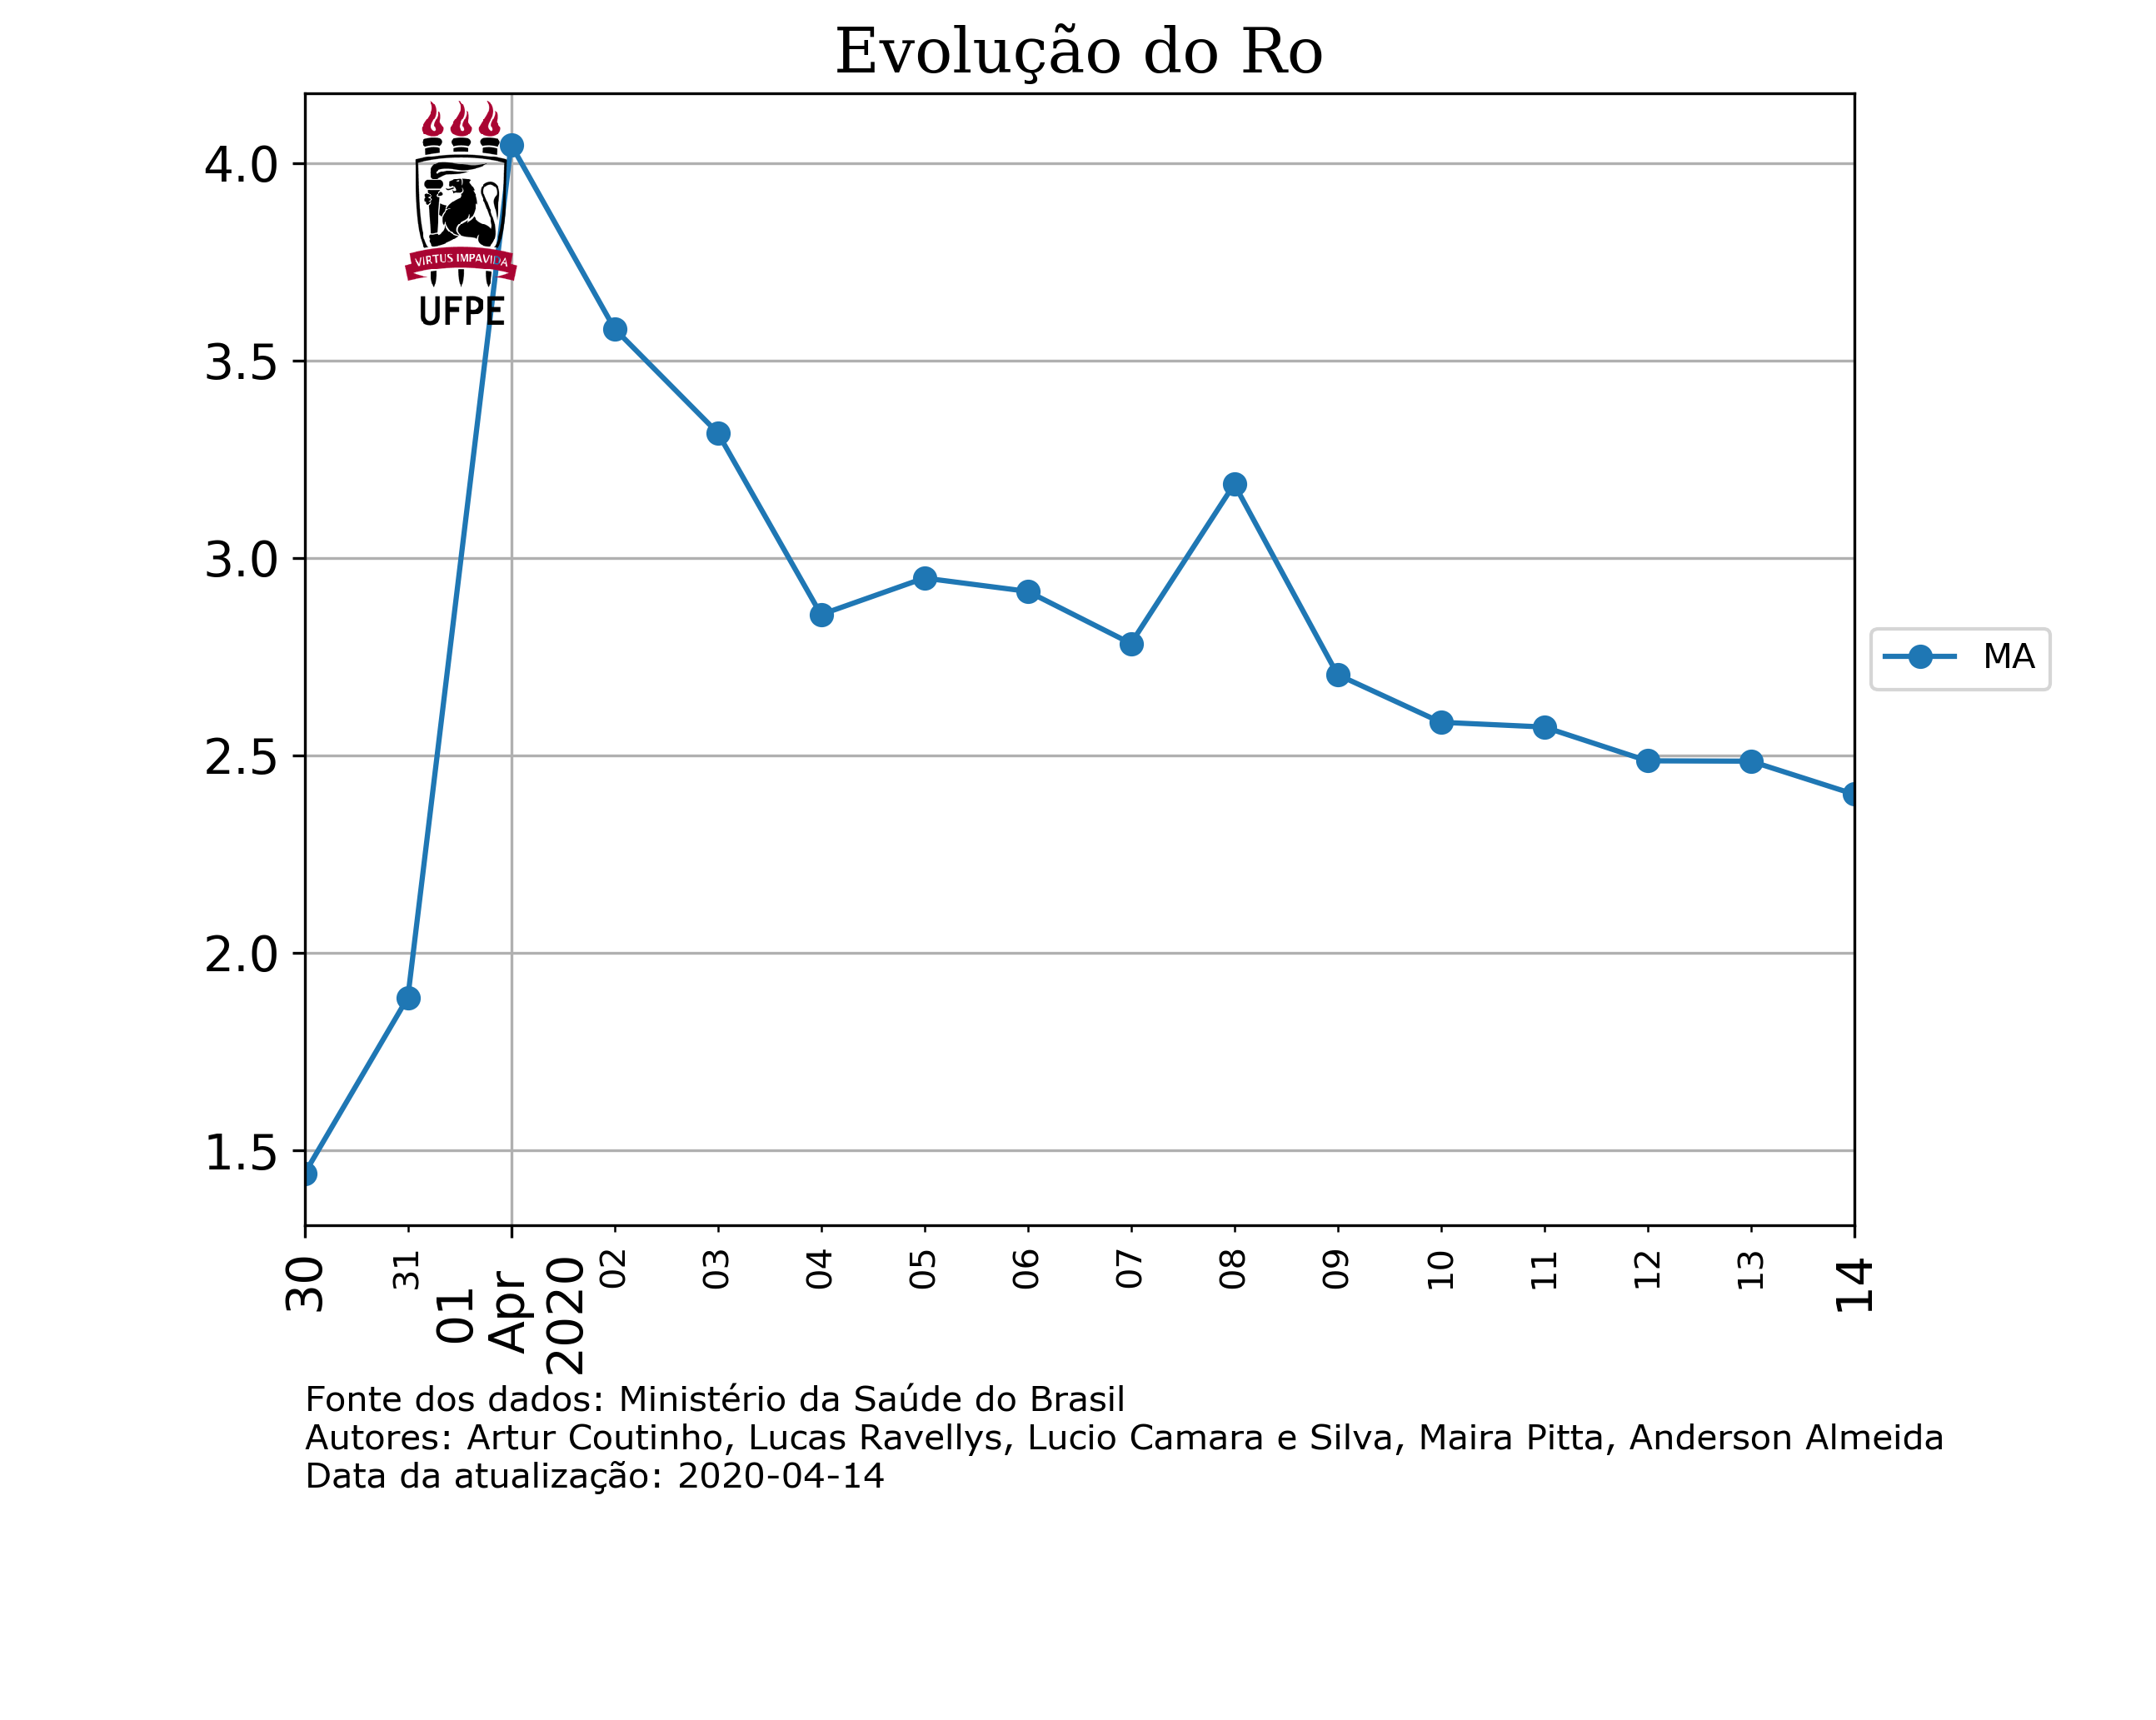 Evolução do Ro
VIRTUS IMPAVIDA
UFPE
4.0
3.5
3.0
2.5
2.0
1.5
MA
30
31
01
Apr
2020
02
03
04
05
06
07
08
09
10
11
12
13
14
Fonte dos dados: Ministério da Saúde do Brasil
Autores: Artur Coutinho, Lucas Ravellys, Lucio Camara e Silva, Maira Pitta, Anderson Almeida
Data da atualização: 2020-04-14